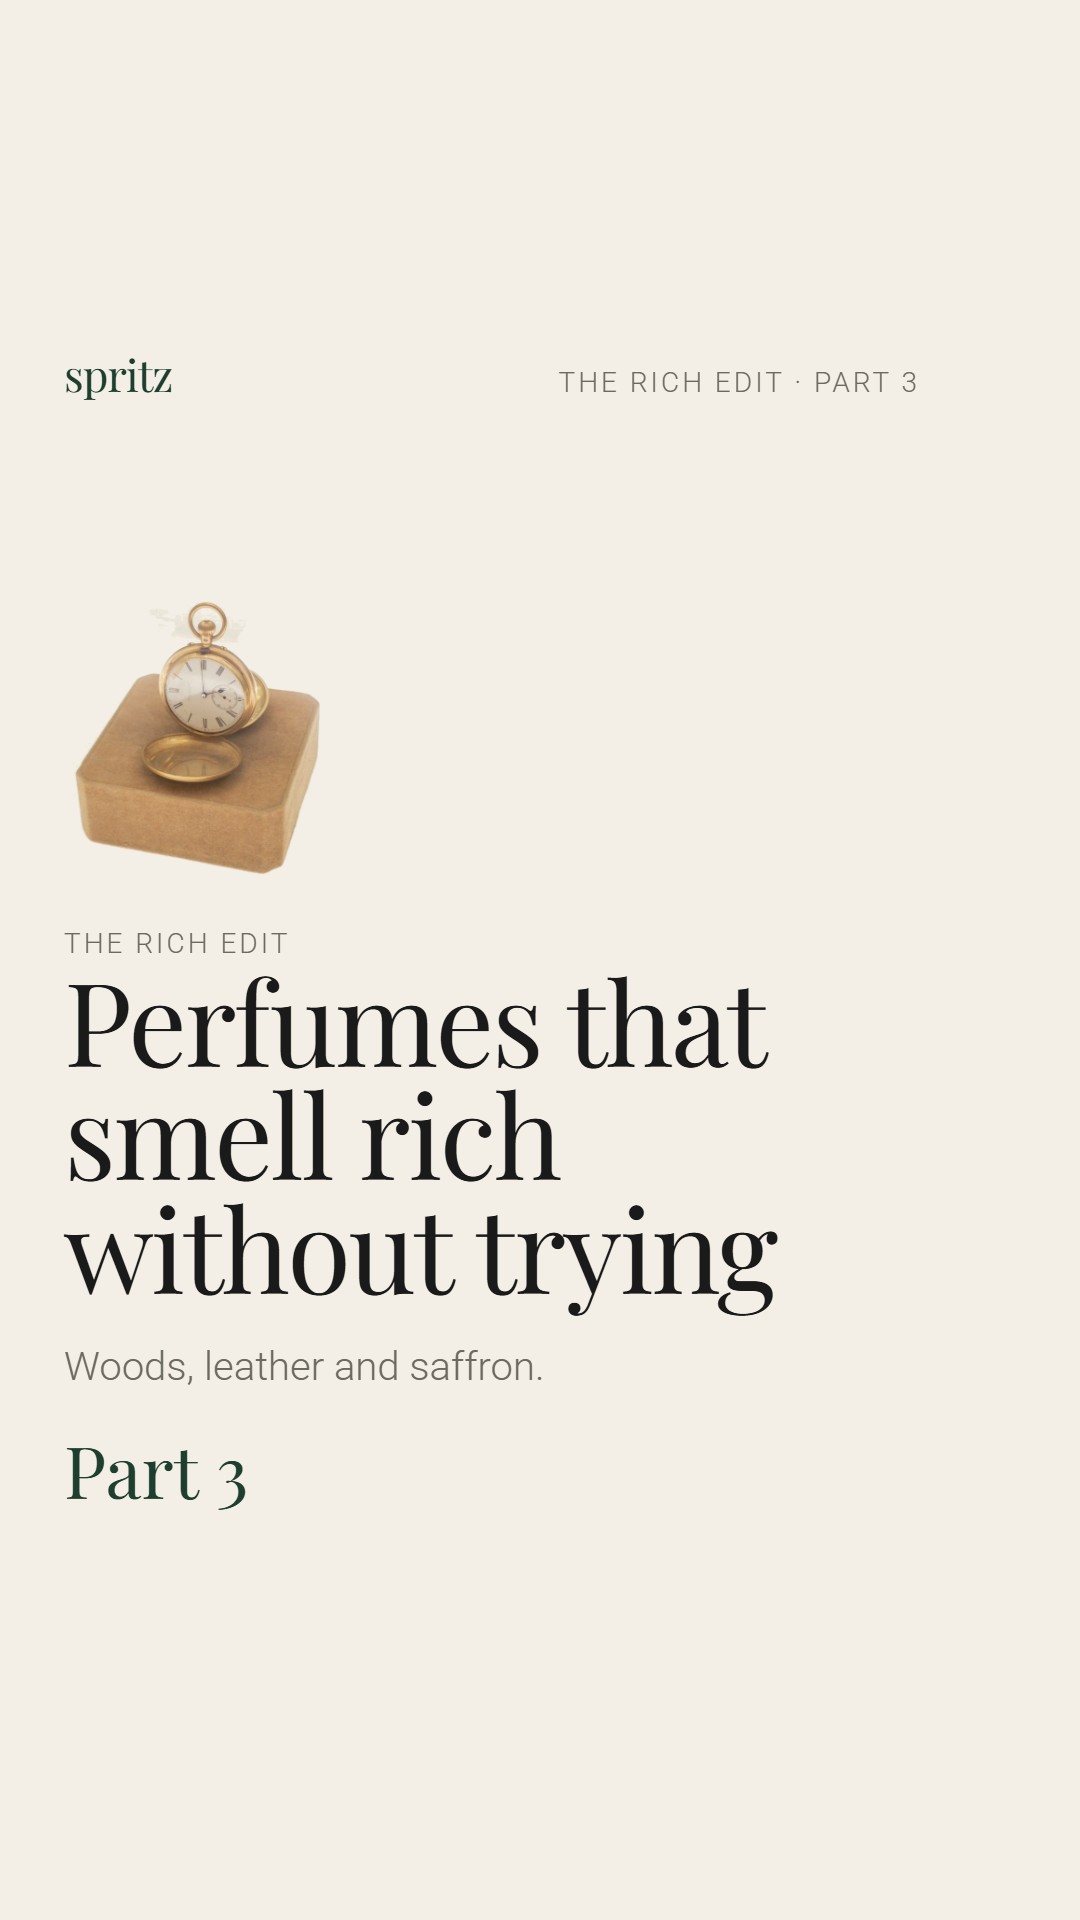 spritz
THE RICH EDIT · PART 3
THE RICH EDIT
Perfumes that
smell rich
without trying
Woods, leather and saffron.
Part 3